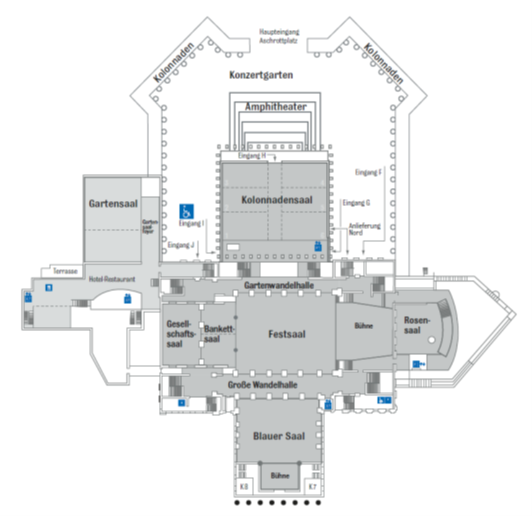 Haupteingang
Aschrottplatz
Kolonnaden
Kolonnaden
Konzertgarten
Amphitheater
Eingang H
Eingang F
Kolonnadensaal
Gartensaal
Garten-
saal
Foyer
Eingang G
Eingang I
Anlieferung
Nord
Eingang J
Terrasse
Hotel-Restaurant
Gartenwandelhalle
Gesell-
schafts-
saal
Bankett-
saal
Festsaal
Bühne
Rosen-
saal
Große Wandelhalle
Blauer Saal
Bühne
K8
K7